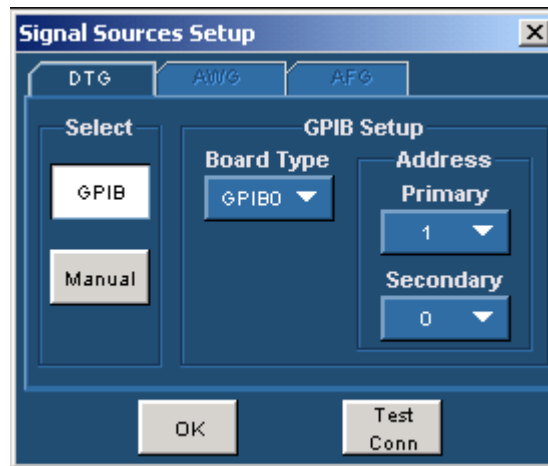 Signal Sources Setup
DTG
AWG
AFG
Select
GPIB
Manual
GPIB Setup
Board Type
GPIB0
Address
Primary
1
Secondary
0
OK
Test
Conn